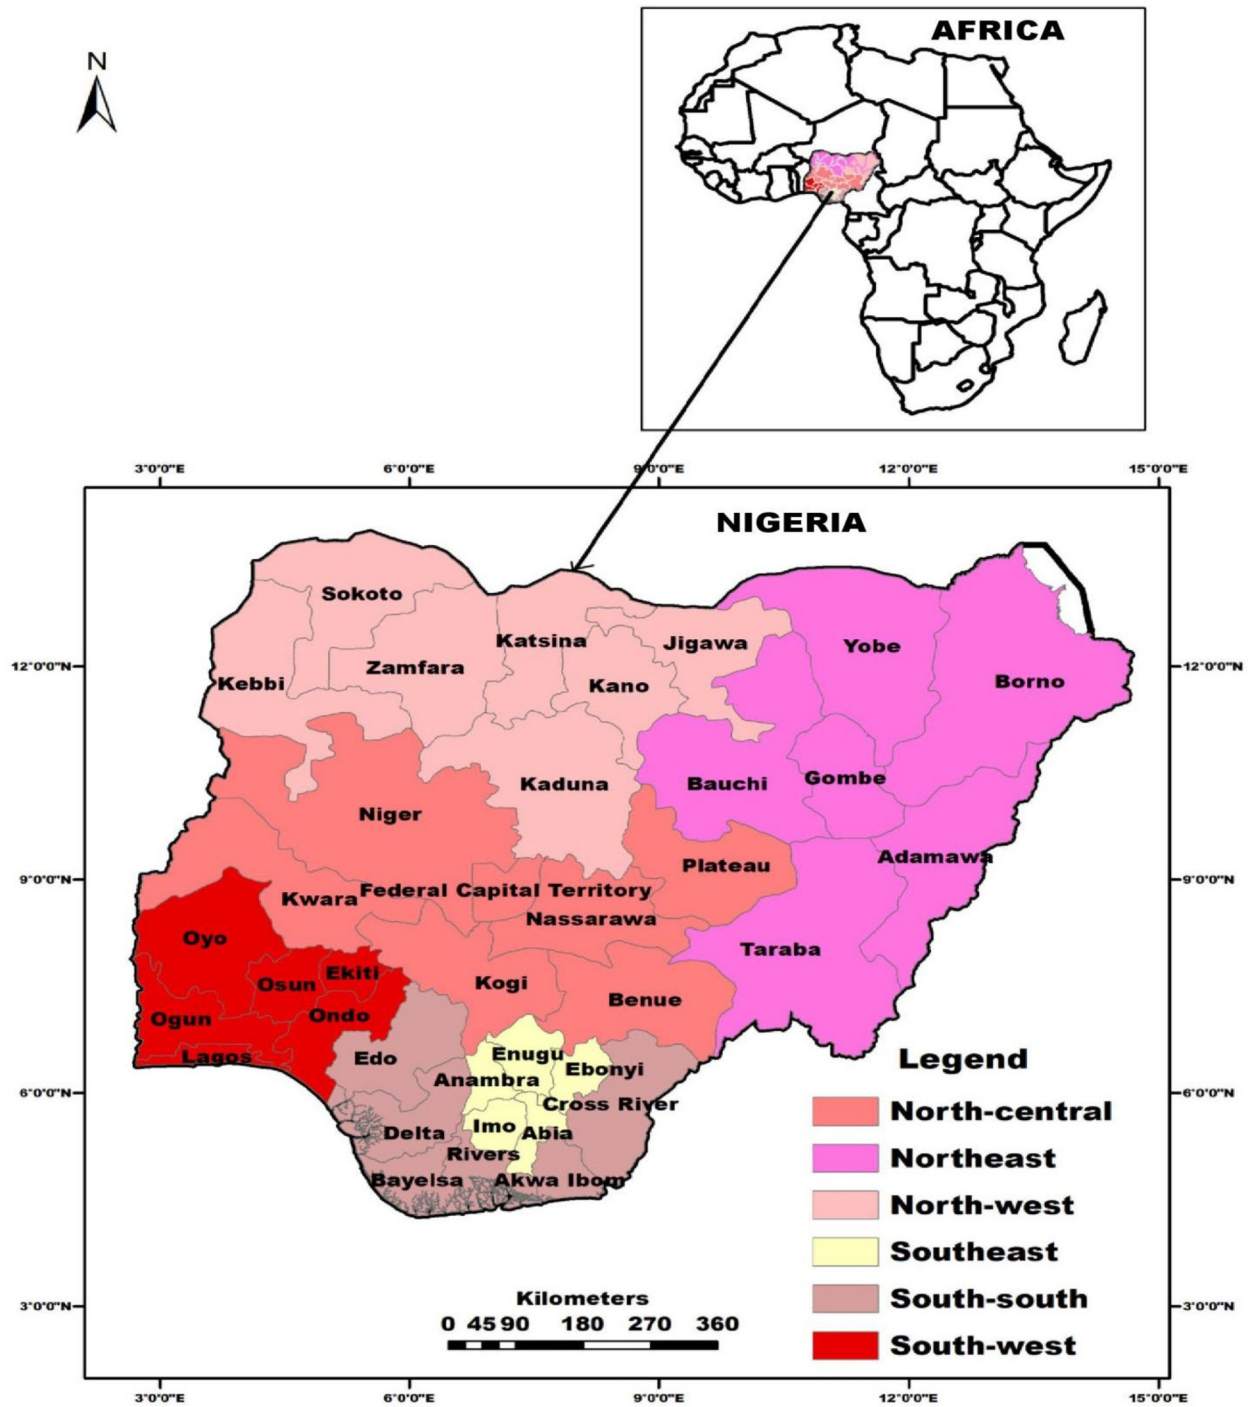 AFRICA
N
3°0'0"E 6°0'0"E 9°0'0"E 12°0'0"E 15°0'0"E
NIGERIA
Sokoto
Katsina
Jigawa
Yobe
12°0'0"N
Zamfara
12°0'0"N
Kebbi
Kano
Borno
Kaduna
Bauchi
Gombe
Niger
Plateau
Adamawa
9°0'0"N
Kwara
Federal Capital Territory
9°0'0"N
Nassarawa
Oyo
Taraba
Osun
Ekiti
Kogi
Benue
Ogun
Ondo
Lagos
Edo
Enugu
Ebonyi
Legend
Anambra
6°0'0"N
Cross River
6°0'0"N
North-central
Delta
Imo
Abia
Rivers
Northeast
Bayelsa
Akwa Ibom
North-west
Southeast
Kilometers
South-south
3°0'0"N
3°0'0"N
0 45 90 180 270 360
South-west
3°0'0"E 6°0'0"E 9°0'0"E 12°0'0"E 15°0'0"E